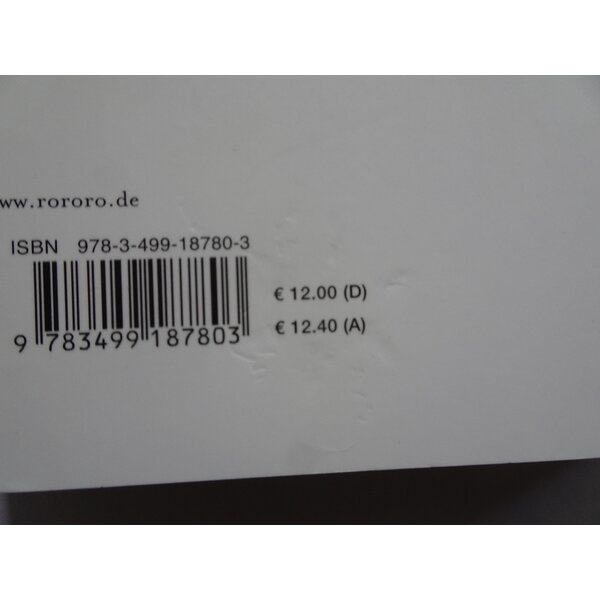 ww.rororo.de
ISBN 978-3-499-18780-3
€ 12.00 (D)
€ 12.40 (A)
9 783499 187803